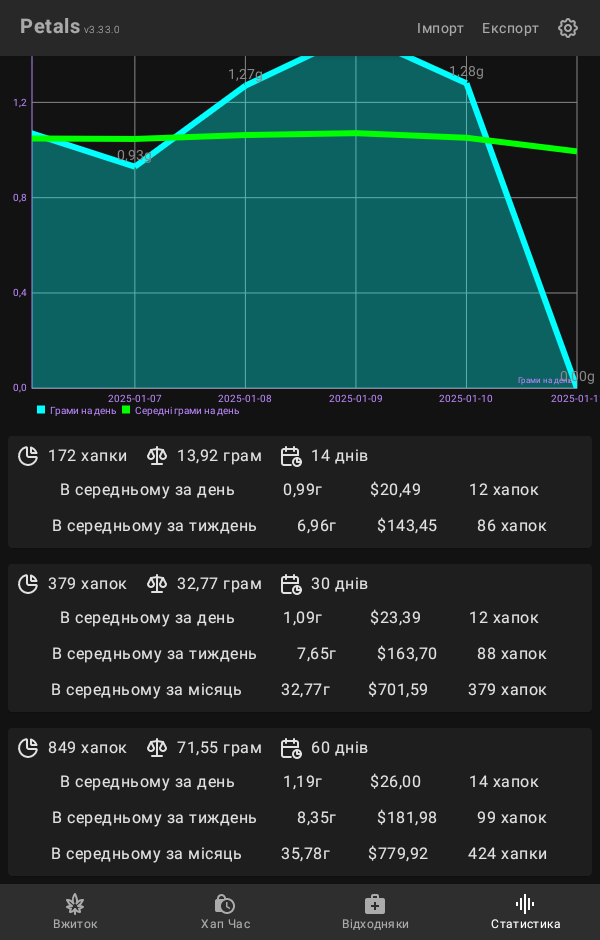 Petals v3.33.0 Імпорт Експорт
1,27g 1,28g
1,2
0,93g
0,8
0,4
0,00g
Грами на день
0,0
2025-01-07 2025-01-08 2025-01-09 2025-01-10 2025-01-1
Грами на день Середні грами на день
172 хапки 13,92 грам 14 днів
В середньому за день 0,99г $20,49 12 хапок
В середньому за тиждень 6,96г $143,45 86 хапок
379 хапок 32,77 грам 30 днів
В середньому за день 1,09г $23,39 12 хапок
В середньому за тиждень 7,65г $163,70 88 хапок
В середньому за місяць 32,77г $701,59 379 хапок
849 хапок 71,55 грам 60 днів
В середньому за день 1,19г $26,00 14 хапок
В середньому за тиждень 8,35г $181,98 99 хапок
В середньому за місяць 35,78г $779,92 424 хапки
Вжиток Хап Час Відходняки Статистика